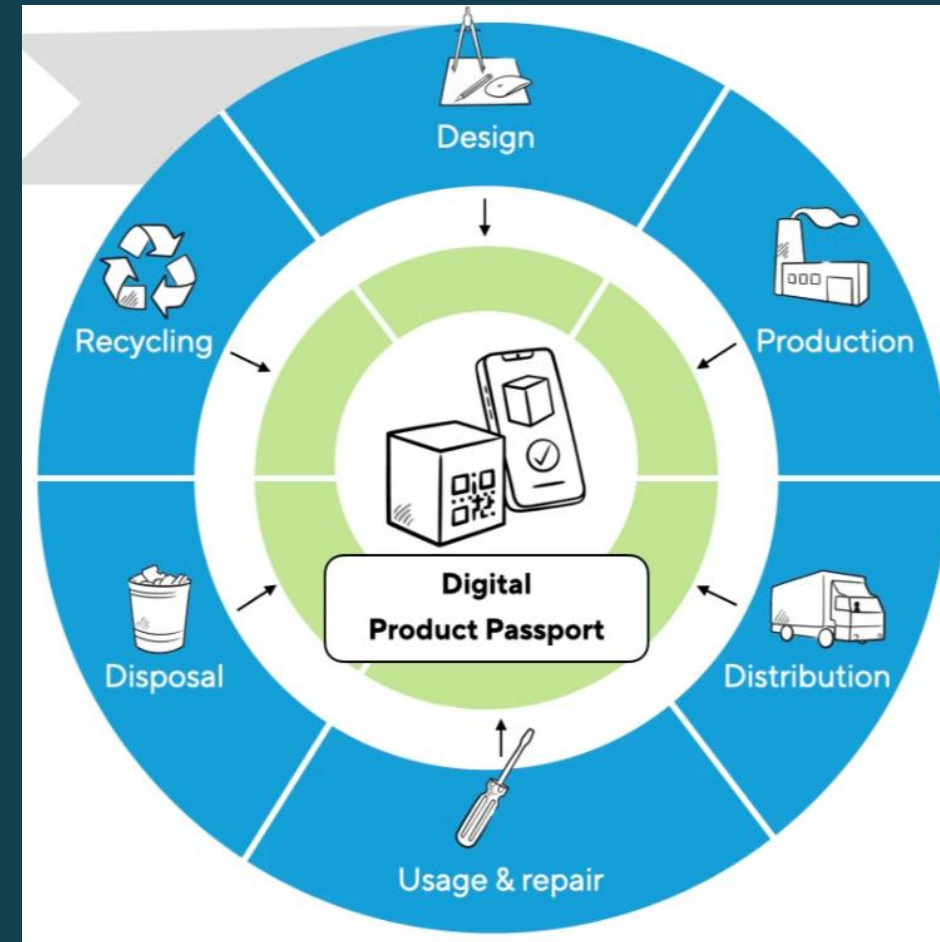 Design
Production
Distribution
Usage & repair
Disposal
Recycling
Digital
Product Passport